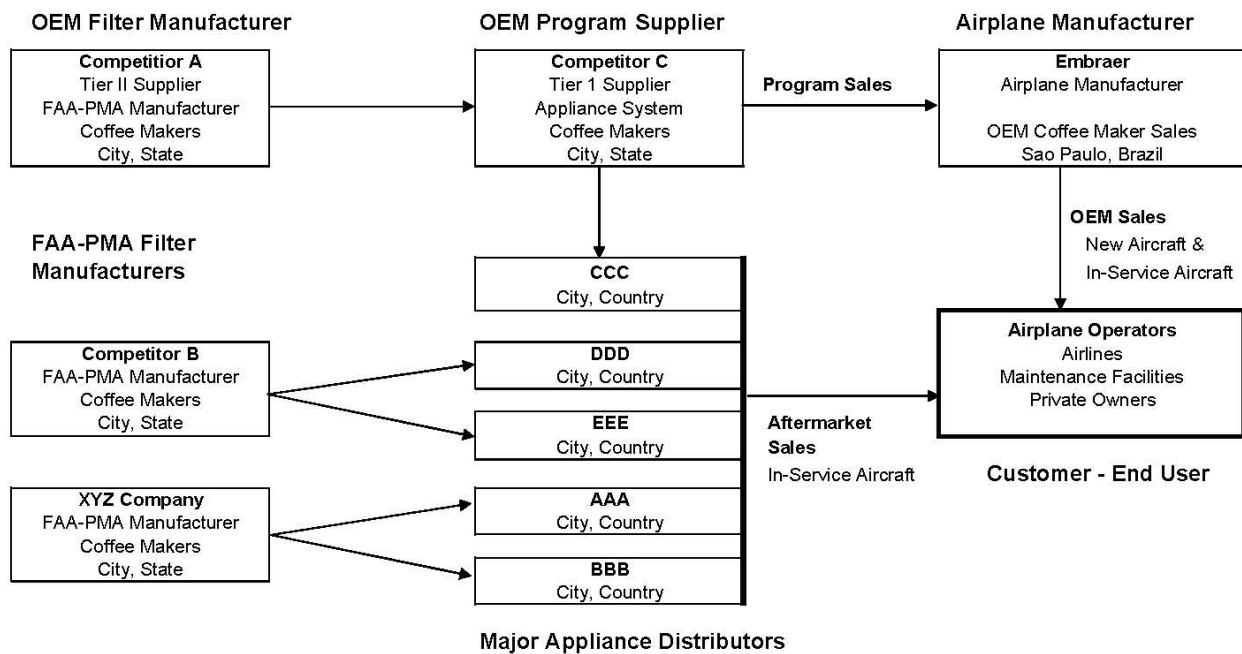 OEM Filter Manufacturer
OEM Program Supplier
Airplane Manufacturer
Competitior A
Tier II Supplier
FAA-PMA Manufacturer
Coffee Makers
City, State
Competitor C
Tier 1 Supplier
Appliance System
Coffee Makers
City, State
Program Sales
Embraer
Airplane Manufacturer
OEM Coffee Maker Sales
Sao Paulo, Brazil
OEM Sales
New Aircraft &
In-Service Aircraft
FAA-PMA Filter
Manufacturers
CCC
City, Country
Competitor B
FAA-PMA Manufacturer
Coffee Makers
City, State
DDD
City, Country
EEE
City, Country
Airplane Operators
Airlines
Maintenance Facilities
Private Owners
Aftermarket
Sales
In-Service Aircraft
Customer - End User
XYZ Company
FAA-PMA Manufacturer
Coffee Makers
City, State
AAA
City, Country
BBB
City, Country
Major Appliance Distributors